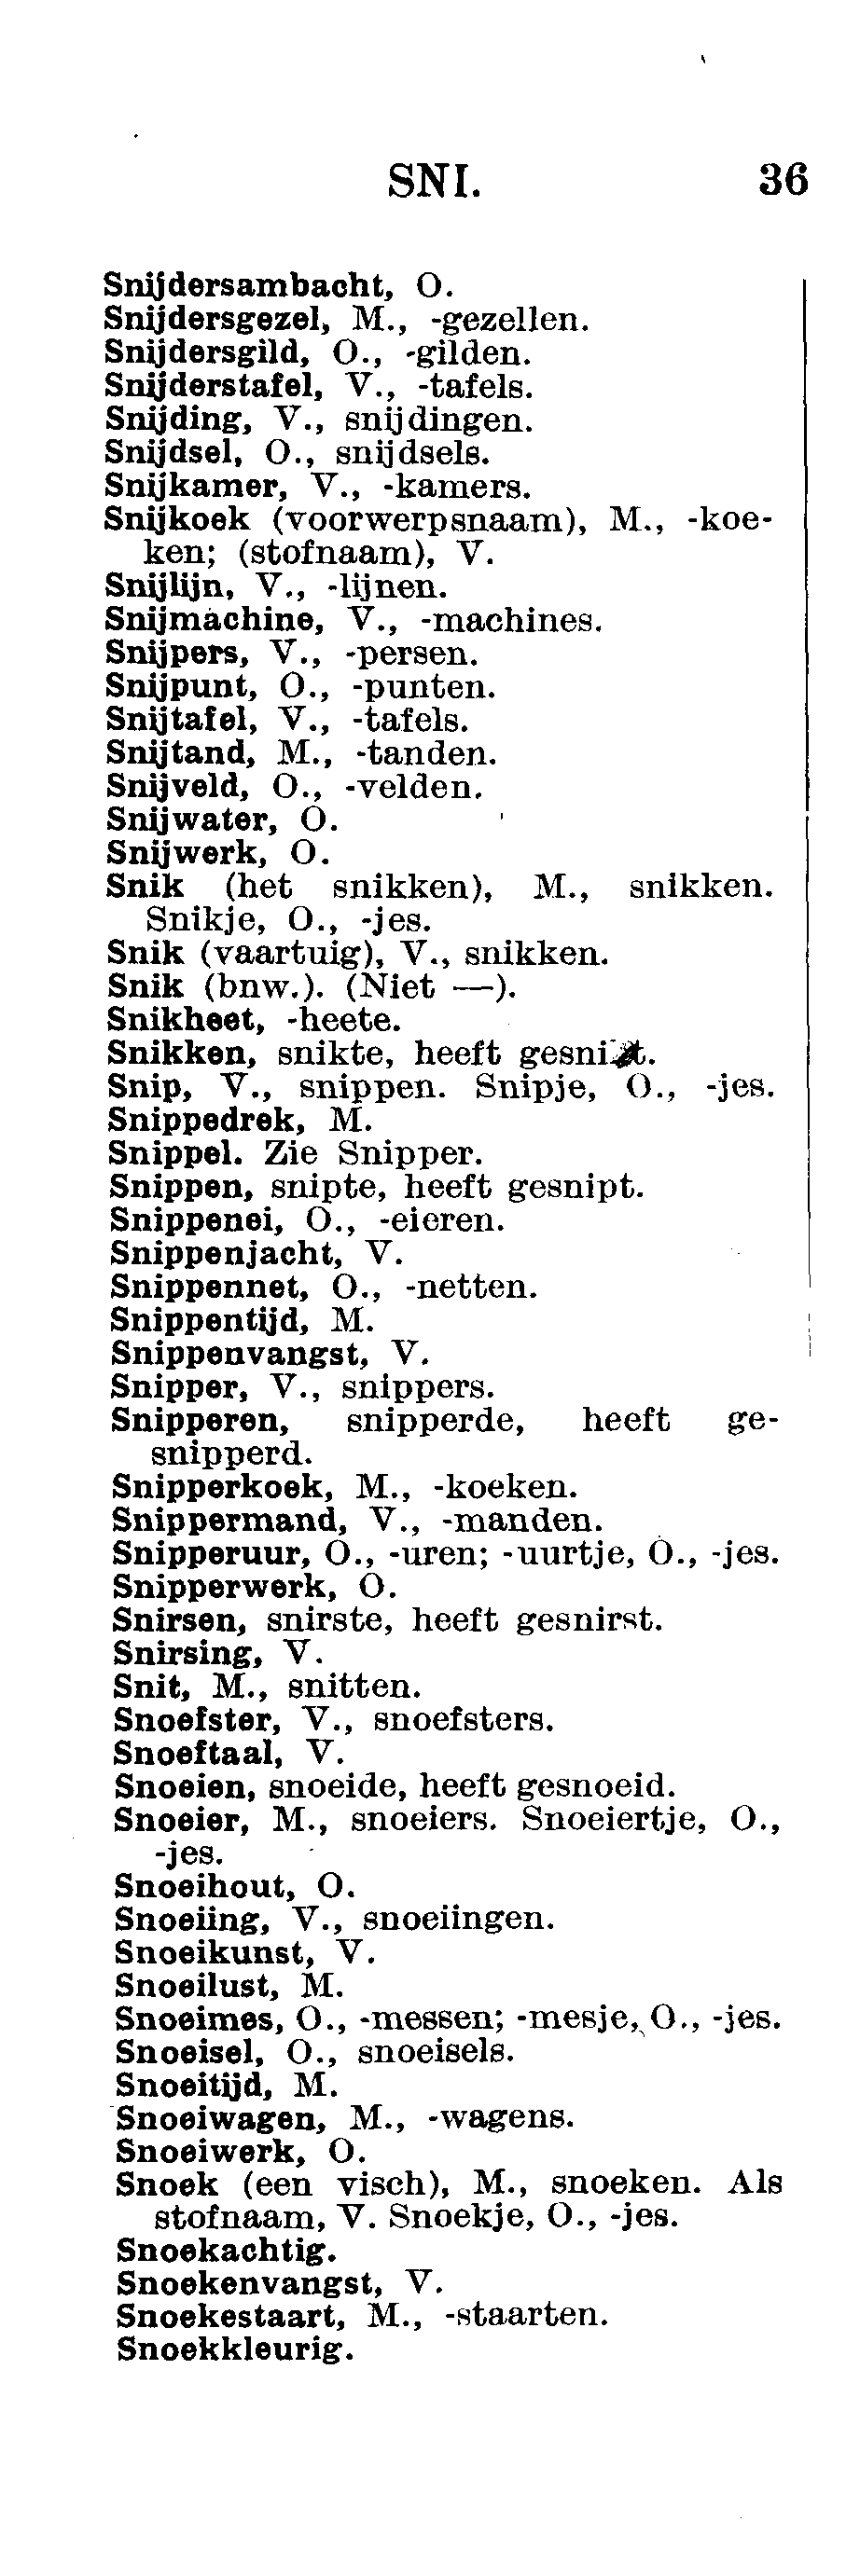 SNI. 36
Snijdersambacht, O.
Snijdersgezel, M., -gezellen.
Snijdersgild, O., -gilden.
Snijderstafel, V., -tafels.
Snijding, V., snijdingen.
Snijdsel, O., snijdsels.
Snijkamer, V., -kamers.
Snijkoek (voorwerpsnaam), M., -koe-
ken; (stofnaam), V.
Snijlijn, V., -lijnen.
Snijmachine, V., -machines.
Snijpers, V., -persen.
Snijpunt, O., -punten.
Snijtafel, V., -tafels.
Snijtand, M., -tanden.
Snijveld, O., -velden.
Snijwater, O.
Snijwerk, O.
Snik (het snikken), M., snikken.
Snikje, O., -jes.
Snik (vaartuig), V., snikken.
Snik (bnw.). (Niet —).
Snikheet, -heete.
Snikken, snikte, heeft gesnikt.
Snip, V., snippen. Snipje, O., -jes.
Snippedrek, M.
Snippel. Zie Snipper.
Snippen, snipte, heeft gesnipt.
Snippenei, O., -eieren.
Snippenjacht, V.
Snippennet, O., -netten.
Snippentijd, M.
Snippenvangst, V.
Snipper, V., snippers.
Snipperen, snipperde, heeft ge-
snipperd.
Snipperkoek, M., -koeken.
Snippermand, V., -manden.
Snipperuur, O., -uren; -uurtje, O., -jes.
Snipperwerk, O.
Snirsen, snirste, heeft gesnirst.
Snirsing, V.
Snit, M., snitten.
Snoefster, V., snoefsters.
Snoeftaal, V.
Snoeien, snoeide, heeft gesnoeid.
Snoeier, M., snoeiers. Snoeiertje, O.,
-jes.
Snoeihout, O.
Snoeiing, V., snoeiingen.
Snoeikunst, V.
Snoeilust, M.
Snoeimes, O., -messen; -mesje, O., -jes.
Snoeisel, O., snoeisels.
Snoeitijd, M.
Snoeiwagen, M., -wagens.
Snoeiwerk, O.
Snoek (een visch), M., snoeken. Als
stofnaam, V. Snoekje, O., -jes.
Snoekachtig.
Snoekenvangst, V.
Snoekestaart, M., -staarten.
Snoekkleurig.